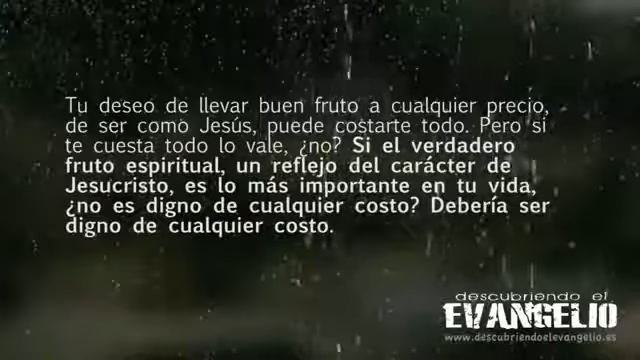 Tu deseo de llevar buen fruto a cualquier precio,
de ser como Jesús, puede costarte todo. Pero si
te cuesta todo lo vale, ¿no? Si el verdadero
fruto espiritual, un reflejo del carácter de
Jesucristo, es lo más importante en tu vida,
¿no es digno de cualquier costo? Debería ser
digno de cualquier costo.
descubriendo el
EVANGELIO
www.descubriendoelevangelio.es